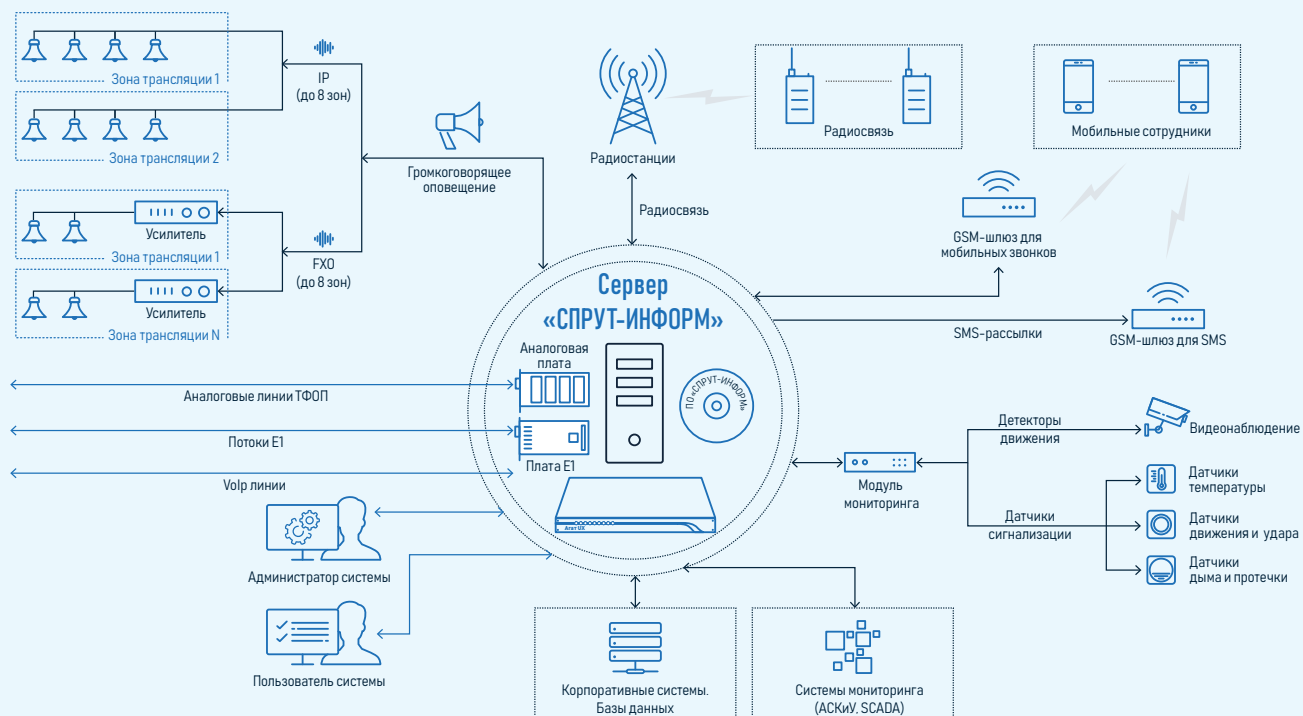 Зона трансляции 1
IP
(до 8 зон)
Зона трансляции 2
Громкоговорящее
оповещение
Усилитель
Зона трансляции 1
FXO
(до 8 зон)
Усилитель
Зона трансляции N
Радиостанции
Радиосвязь
Радиосвязь
Мобильные сотрудники
GSM-шлюз для
мобильных звонков
SMS-рассылки
GSM-шлюз для SMS
Сервер
«СПРУТ-ИНФОРМ»
Аналоговая
плата
ПО «СПРУТ-ИНФОРМ»
Плата E1
Агат UX
Аналоговые линии ТФОП
Потоки E1
VoIp линии
Администратор системы
Пользователь системы
Детекторы
движения
Видеонаблюдение
Модуль
мониторинга
Датчики
сигнализации
Датчики
температуры
Датчики
движения и удара
Датчики
дыма и протечки
Корпоративные системы.
Базы данных
Системы мониторинга
(АСКиУ, SCADA)